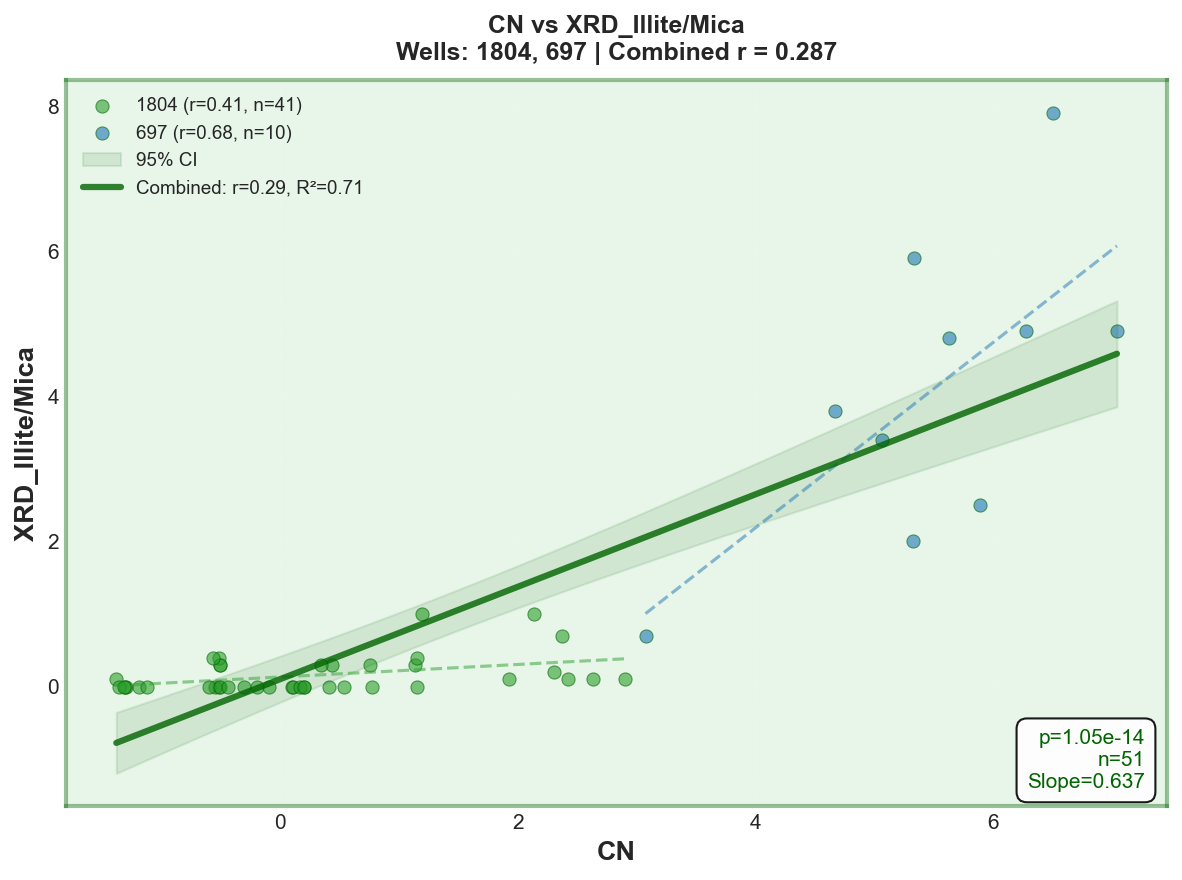 CN vs XRD_Illite/Mica
Wells: 1804, 697 | Combined r = 0.287
1804 (r=0.41, n=41)
697 (r=0.68, n=10)
95% CI
Combined: r=0.29, R²=0.71
8
6
4
2
0
XRD_Illite/Mica
p=1.05e-14
n=51
Slope=0.637
0
2
4
6
CN